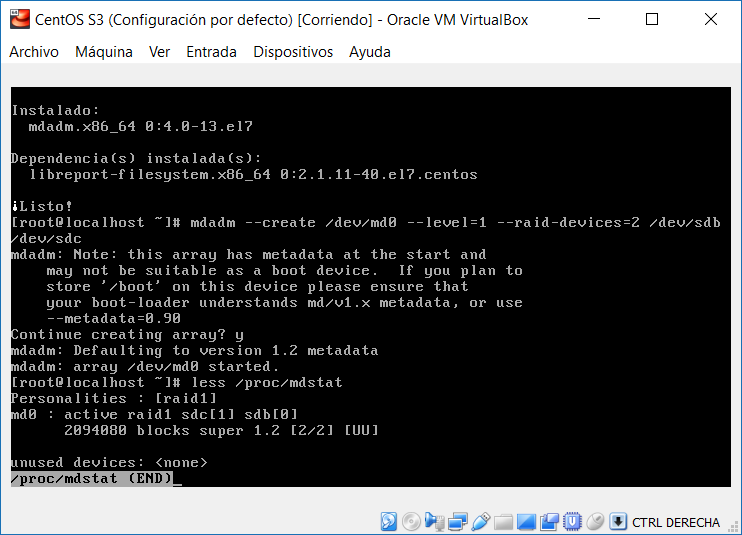 CentOS S3 (Configuración por defecto) [Corriendo] - Oracle VM VirtualBox
Archivo Máquina Ver Entrada Dispositivos Ayuda
Instalado:
  mdadm.x86_64 0:4.0-13.el7
Dependencia(s) instalada(s):
  libreport-filesystem.x86_64 0:2.1.11-40.el7.centos
¡Listo!
[root@localhost ~]# mdadm --create /dev/md0 --level=1 --raid-devices=2 /dev/sdb
/dev/sdc
mdadm: Note: this array has metadata at the start and
    may not be suitable as a boot device.  If you plan to
    store '/boot' on this device please ensure that
    your boot-loader understands md/v1.x metadata, or use
    --metadata=0.90
Continue creating array? y
mdadm: Defaulting to version 1.2 metadata
mdadm: array /dev/md0 started.
[root@localhost ~]# less /proc/mdstat
Personalities : [raid1]
md0 : active raid1 sdc[1] sdb[0]
      2094080 blocks super 1.2 [2/2] [UU]
unused devices: <none>
/proc/mdstat (END)
CTRL DERECHA